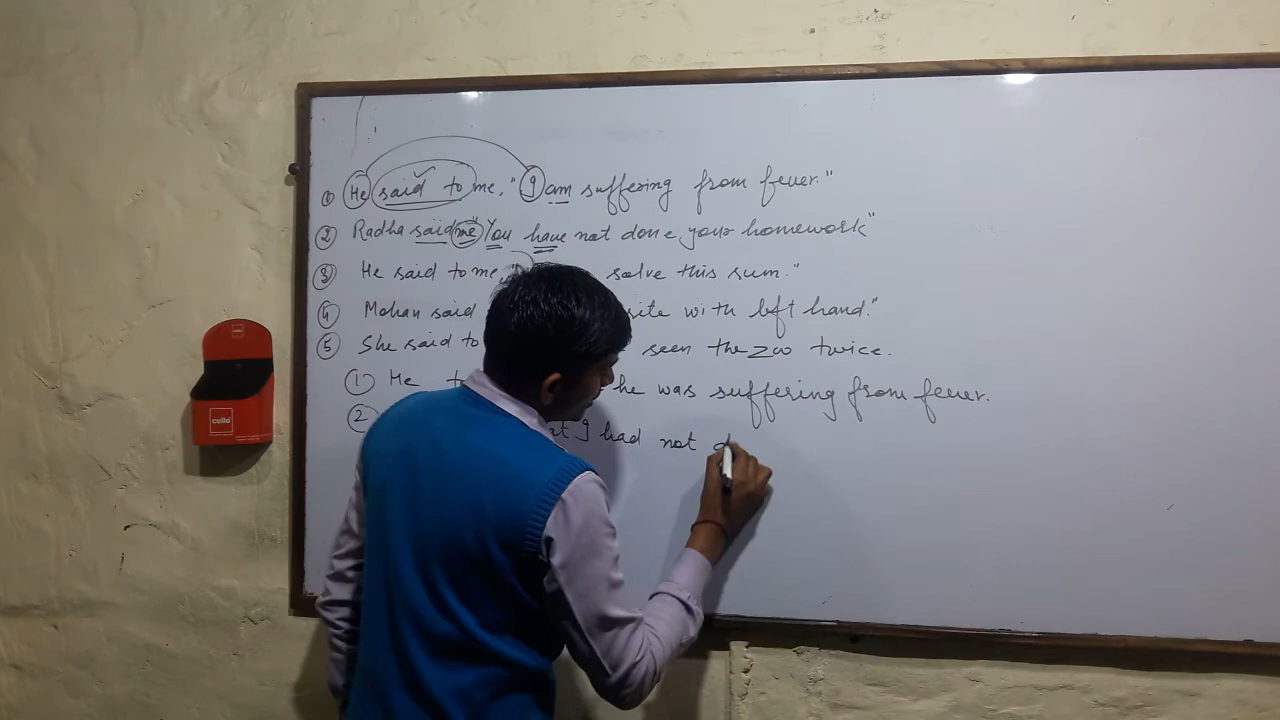 ① He said to me, "I am suffering from fever."
② Radha said me "You have not done your homework"
③ He said to me, " solve this sum."
④ Mohan said with left hand."
⑤ She said to seen the zoo twice.
① He he was suffering from fever.
② I had not d
cello
cello